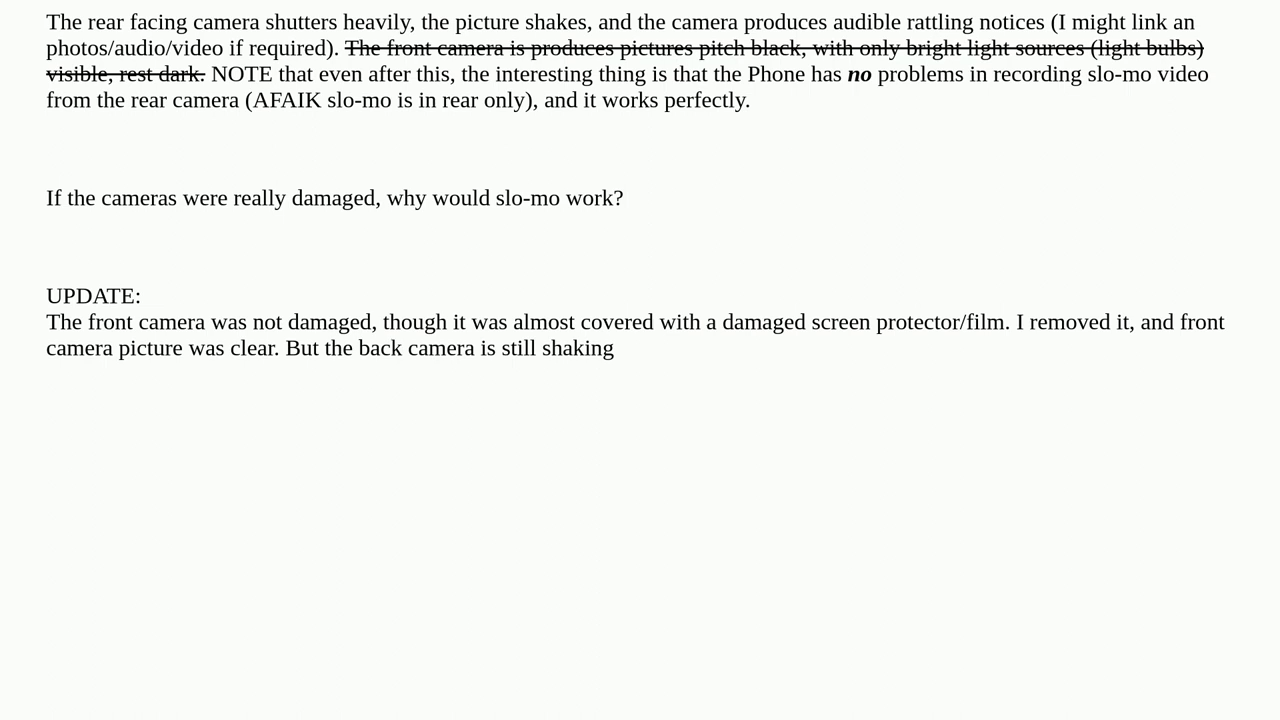 The rear facing camera shutters heavily, the picture shakes, and the camera produces audible rattling notices (I might link an
photos/audio/video if required). The front camera is produces pictures pitch black, with only bright light sources (light bulbs)
visible, rest dark. NOTE that even after this, the interesting thing is that the Phone has no problems in recording slo-mo video
from the rear camera (AFAIK slo-mo is in rear only), and it works perfectly.
If the cameras were really damaged, why would slo-mo work?
UPDATE:
The front camera was not damaged, though it was almost covered with a damaged screen protector/film. I removed it, and front
camera picture was clear. But the back camera is still shaking